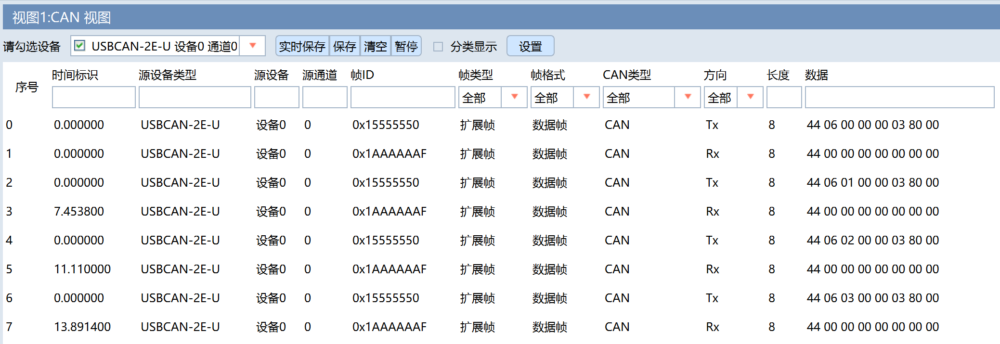 视图1:CAN 视图
请勾选设备 USBCAN-2E-U 设备0 通道0 实时保存 保存 清空 暂停 分类显示 设置
序号 时间标识 源设备类型 源设备 源通道 帧ID 帧类型 帧格式 CAN类型 方向 长度 数据
全部 全部 全部 全部
0 0.000000 USBCAN-2E-U 设备0 0 0x15555550 扩展帧 数据帧 CAN Tx 8 44 06 00 00 00 03 80 00
1 0.000000 USBCAN-2E-U 设备0 0 0x1AAAAAAF 扩展帧 数据帧 CAN Rx 8 44 00 00 00 00 00 00 00
2 0.000000 USBCAN-2E-U 设备0 0 0x15555550 扩展帧 数据帧 CAN Tx 8 44 06 01 00 00 03 80 00
3 7.453800 USBCAN-2E-U 设备0 0 0x1AAAAAAF 扩展帧 数据帧 CAN Rx 8 44 00 00 00 00 00 00 00
4 0.000000 USBCAN-2E-U 设备0 0 0x15555550 扩展帧 数据帧 CAN Tx 8 44 06 02 00 00 03 80 00
5 11.110000 USBCAN-2E-U 设备0 0 0x1AAAAAAF 扩展帧 数据帧 CAN Rx 8 44 00 00 00 00 00 00 00
6 0.000000 USBCAN-2E-U 设备0 0 0x15555550 扩展帧 数据帧 CAN Tx 8 44 06 03 00 00 03 80 00
7 13.891400 USBCAN-2E-U 设备0 0 0x1AAAAAAF 扩展帧 数据帧 CAN Rx 8 44 00 00 00 00 00 00 00